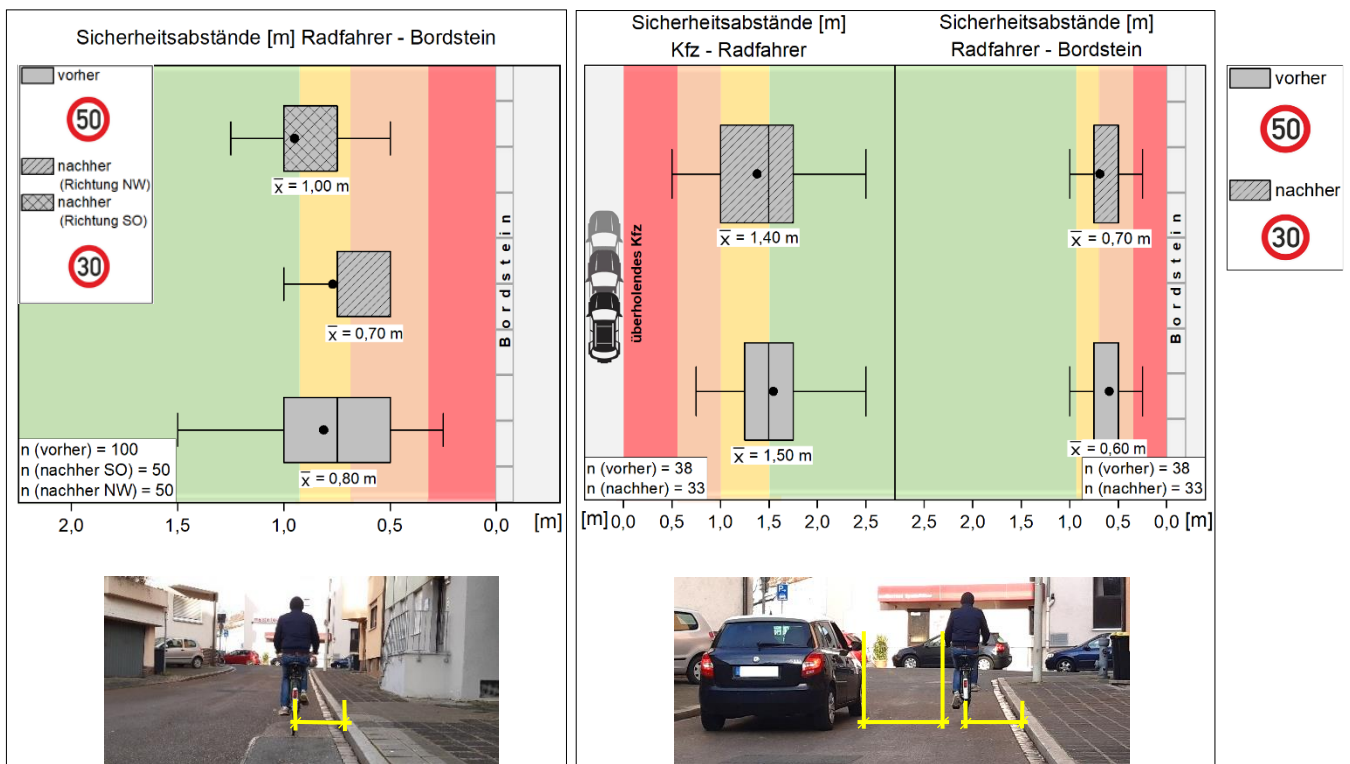 Sicherheitsabstände [m] Radfahrer - Bordstein
vorher
50
nachher
(Richtung NW)
nachher
(Richtung SO)
30
x = 1,00 m
x = 0,70 m
x = 0,80 m
Bordstein
n (vorher) = 100
n (nachher SO) = 50
n (nachher NW) = 50
2,0 1,5 1,0 0,5 0,0 [m]
Sicherheitsabstände [m]
Kfz - Radfahrer
Sicherheitsabstände [m]
Radfahrer - Bordstein
überholendes Kfz
x = 1,40 m
x = 0,70 m
x = 1,50 m
x = 0,60 m
Bordstein
n (vorher) = 38
n (nachher) = 33
n (vorher) = 38
n (nachher) = 33
[m] 0,0 0,5 1,0 1,5 2,0 2,5 2,5 2,0 1,5 1,0 0,5 0,0 [m]
vorher
50
nachher
30
P